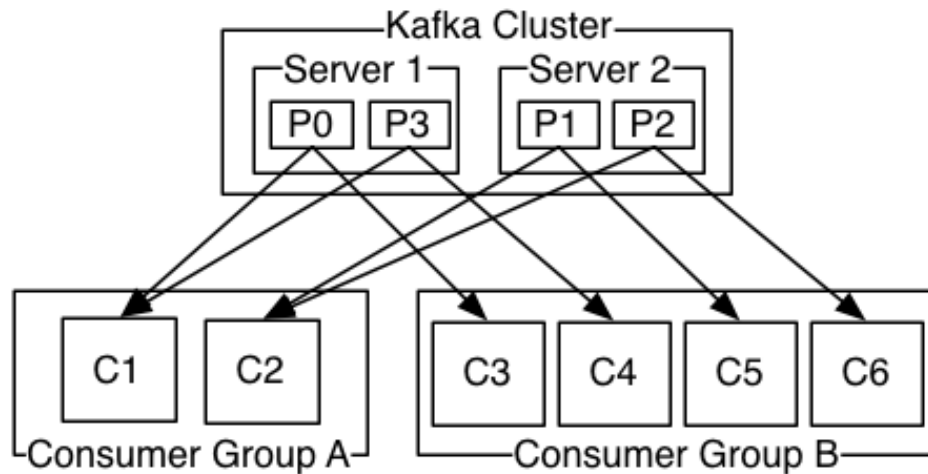 Kafka Cluster
Server 1 Server 2
P0 P3 P1 P2
C1 C2 C3 C4 C5 C6
Consumer Group A Consumer Group B